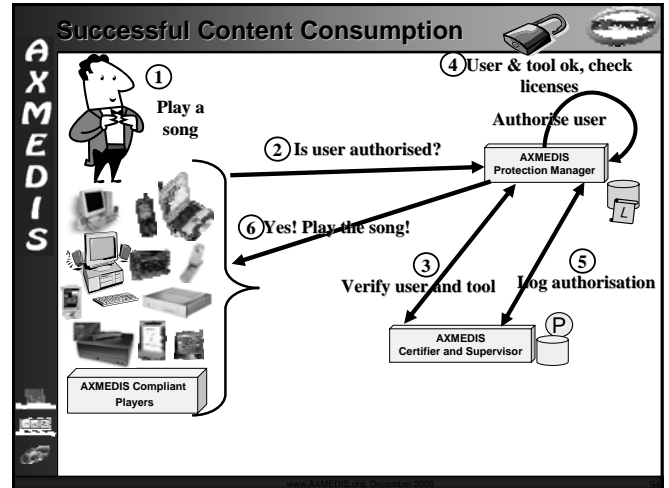 Successful Content Consumption
AXMEDIS
1
Play a
song
2 Is user authorised?
4 User & tool ok, check
licenses
Authorise user
AXMEDIS
Protection Manager
L
6 Yes! Play the song!
3
Verify user and tool
5
Log authorisation
AXMEDIS
Certifier and Supervisor
P
AXMEDIS Compliant
Players
www.AXMEDIS.org, December 2005